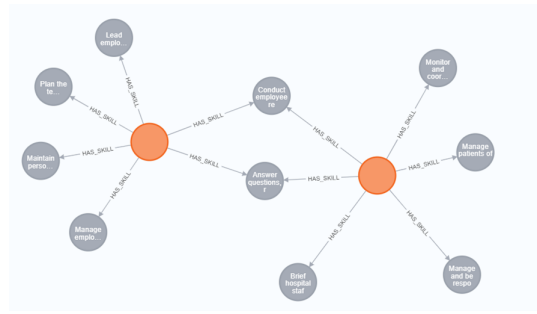 Lead
emplo...
HAS_SKILL
Plan the
te...
HAS_SKILL
Maintain
perso...
HAS_SKILL
Manage
emplo...
HAS_SKILL
Conduct
employee
re
HAS_SKILL
HAS_SKILL
Answer
questions,
r
HAS_SKILL
HAS_SKILL
Monitor
and
coor...
HAS_SKILL
Manage
patients of
HAS_SKILL
Manage
and be
respo
HAS_SKILL
Brief
hospital
staf
HAS_SKILL